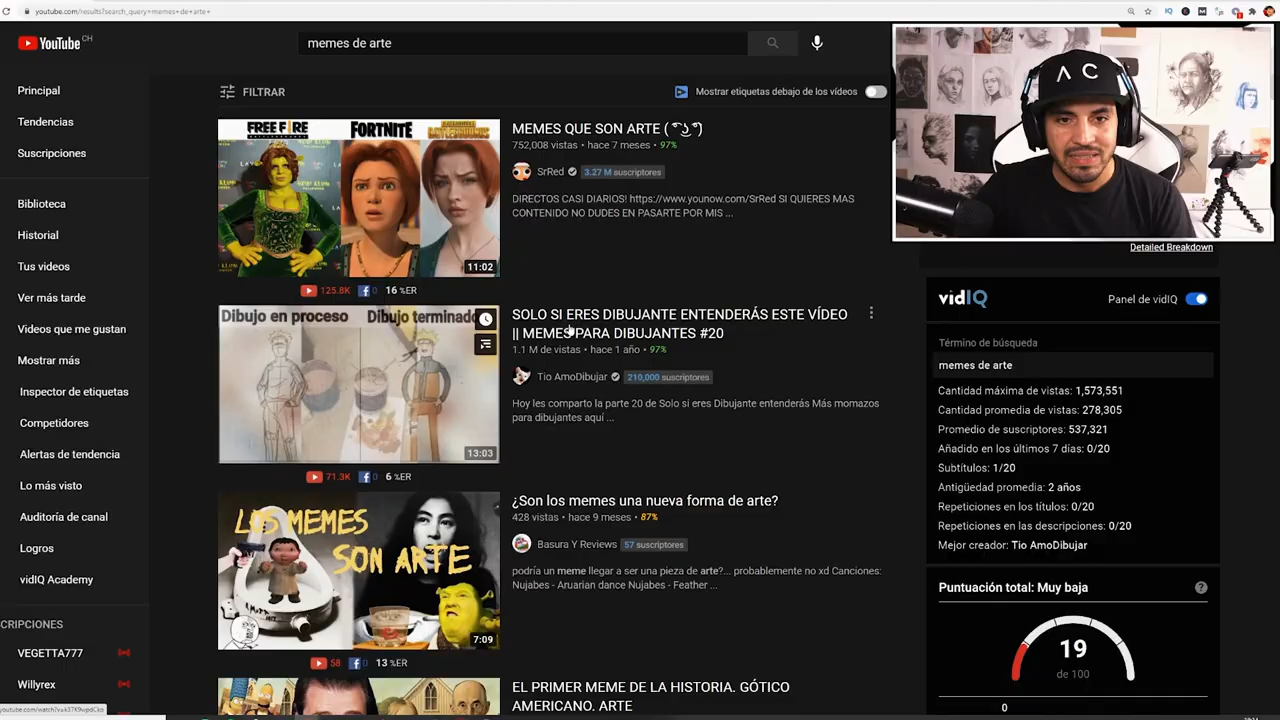 youtube.com/results?search_query=memes+de+arte+
YouTube CH
memes de arte
Principal
Tendencias
Suscripciones
Biblioteca
Historial
Tus videos
Ver más tarde
Videos que me gustan
Mostrar más
Inspector de etiquetas
Competidores
Alertas de tendencia
Lo más visto
Auditoría de canal
Logros
vidIQ Academy
CRIPCIONES
VEGETTA777
Willyrex
FILTRAR
Mostrar etiquetas debajo de los vídeos
FREE FIRE FORTNITE
11:02
125.8K 0 16 %ER
MEMES QUE SON ARTE ( ͡° ͜ʖ ͡°)
752,008 vistas • hace 7 meses • 97%
SrRed 3.27 M suscriptores
DIRECTOS CASI DIARIOS! https://www.younow.com/SrRed SI QUIERES MAS
CONTENIDO NO DUDES EN PASARTE POR MIS ...
Dibujo en proceso Dibujo terminado
13:03
71.3K 0 6 %ER
SOLO SI ERES DIBUJANTE ENTENDERÁS ESTE VÍDEO
|| MEMES PARA DIBUJANTES #20
1.1 M de vistas • hace 1 año • 97%
Tio AmoDibujar 210,000 suscriptores
Hoy les comparto la parte 20 de Solo si eres Dibujante entenderás Más momazos
para dibujantes aquí ...
LOS MEMES
SON ARTE
7:09
58 0 13 %ER
¿Son los memes una nueva forma de arte?
428 vistas • hace 9 meses • 87%
Basura Y Reviews 57 suscriptores
podría un meme llegar a ser una pieza de arte?... probablemente no xd Canciones:
Nujabes - Aruarian dance Nujabes - Feather ...
EL PRIMER MEME DE LA HISTORIA. GÓTICO
AMERICANO. ARTE
A C
Detailed Breakdown
vidIQ
Panel de vidIQ
Término de búsqueda
memes de arte
Cantidad máxima de vistas: 1,573,551
Cantidad promedia de vistas: 278,305
Promedio de suscriptores: 537,321
Añadido en los últimos 7 días: 0/20
Subtítulos: 1/20
Antigüedad promedia: 2 años
Repeticiones en los títulos: 0/20
Repeticiones en las descripciones: 0/20
Mejor creador: Tio AmoDibujar
Puntuación total: Muy baja
19
de 100
0